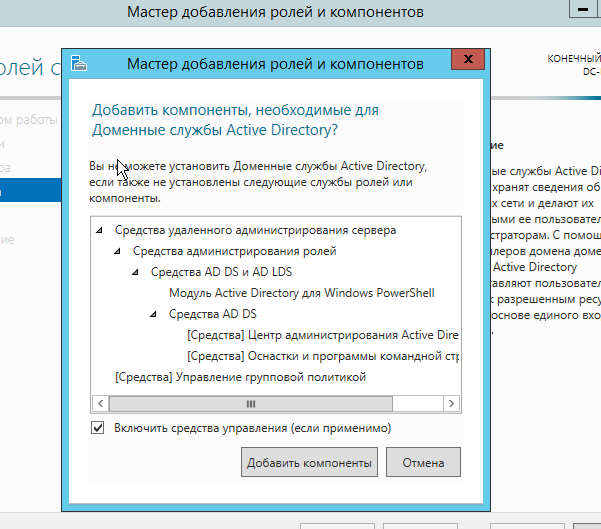 Мастер добавления ролей и компонентов
Мастер добавления ролей и компонентов
КОНЕЧНЫЙ
DC-
Добавить компоненты, необходимые для
Доменные службы Active Directory?
Вы не можете установить Доменные службы Active Directory,
если также не установлены следующие службы ролей или
компоненты.
Средства удаленного администрирования сервера
Средства администрирования ролей
Средства AD DS и AD LDS
Модуль Active Directory для Windows PowerShell
Средства AD DS
[Средства] Центр администрирования Active Dire
[Средства] Оснастки и программы командной стр
[Средства] Управление групповой политикой
Включить средства управления (если применимо)
Добавить компоненты
Отмена
ом работы
ие
ые службы Active Di
хранят сведения об
х сети и делают их
ыми ее пользовател
страторам. С помощ
ллеров домена доме
Active Directory
тавляют пользовател
к разрешенным ресу
основе единого вхо